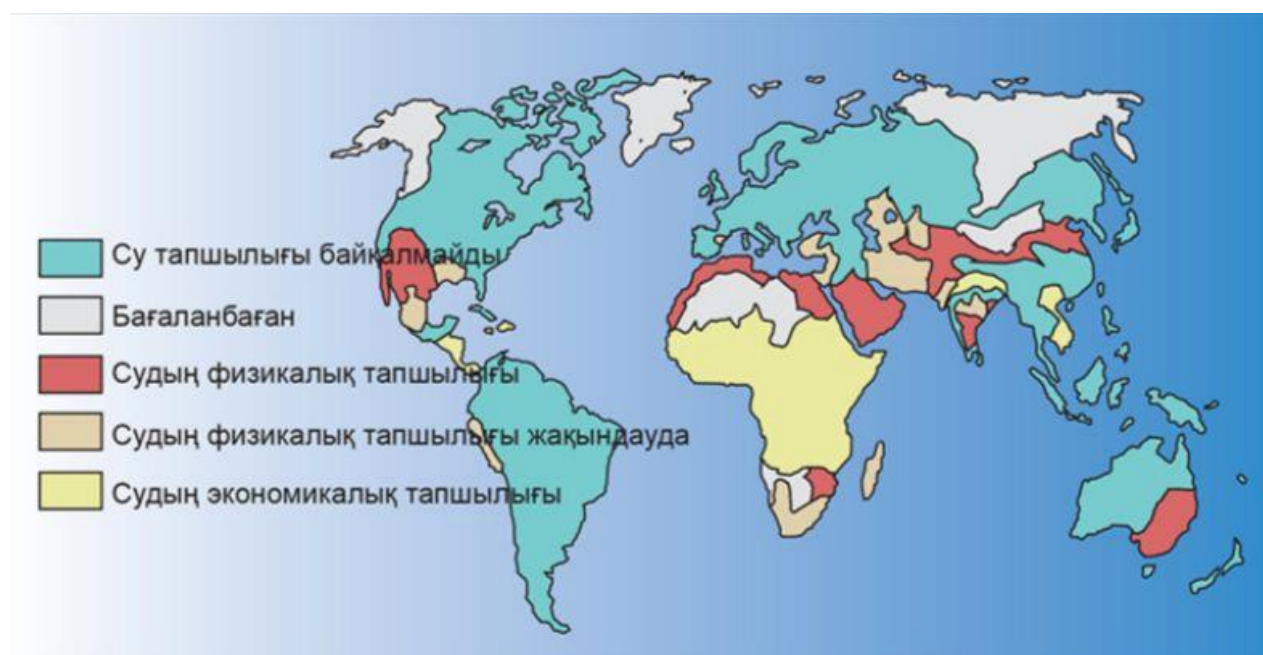 Су тапшылығы байқалмайды
Бағаланбаған
Судың физикалық тапшылығы
Судың физикалық тапшылығы жақындауда
Судың экономикалық тапшылығы